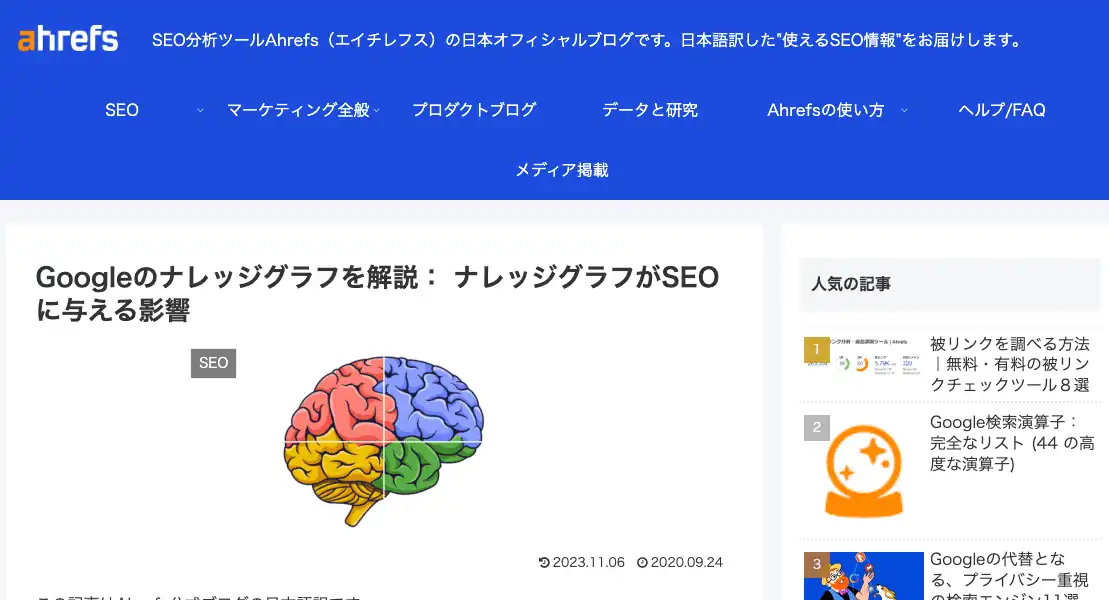 ahrefs
SEO分析ツールAhrefs（エイチレフス）の日本オフィシャルブログです。日本語訳した”使えるSEO情報”をお届けします。
SEO
マーケティング全般
プロダクトブログ
データと研究
Ahrefsの使い方
ヘルプ/FAQ
メディア掲載
Googleのナレッジグラフを解説： ナレッジグラフがSEO
に与える影響
SEO
2023.11.06 2020.09.24
人気の記事
1
被リンクを調べる方法
｜無料・有料の被リン
クチェックツール８選
2
Google検索演算子：
完全なリスト (44 の高
度な演算子)
3
Googleの代替とな
る、プライバシー重視
の検索エンジン11選